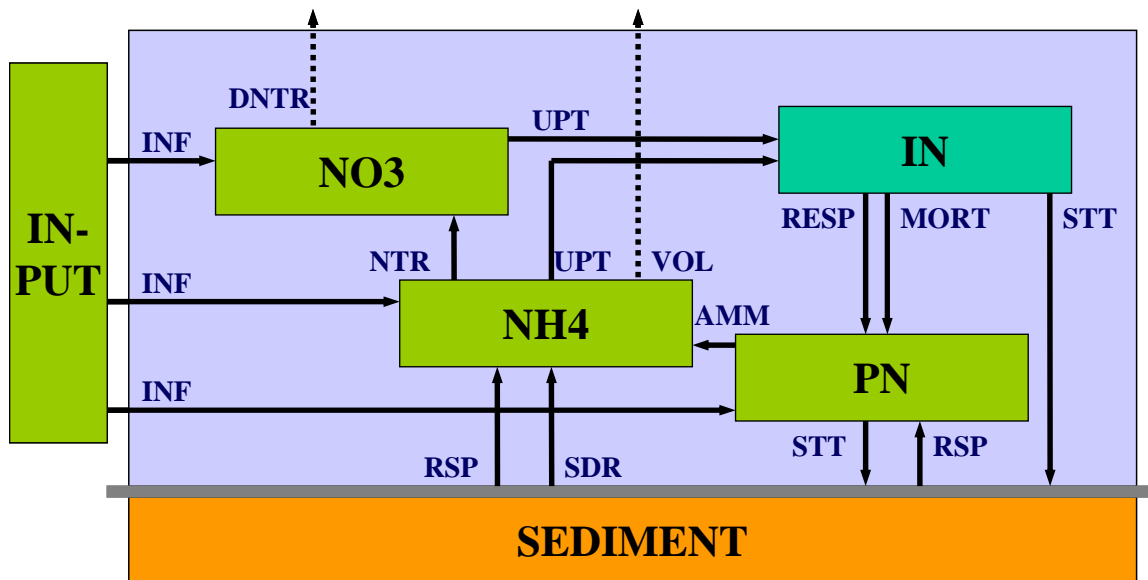 DNTR
INF
UPT
NO3
IN
IN-
PUT
RESP
MORT
STT
NTR
UPT
VOL
INF
NH4
AMM
PN
INF
RSP
SDR
STT
RSP
SEDIMENT